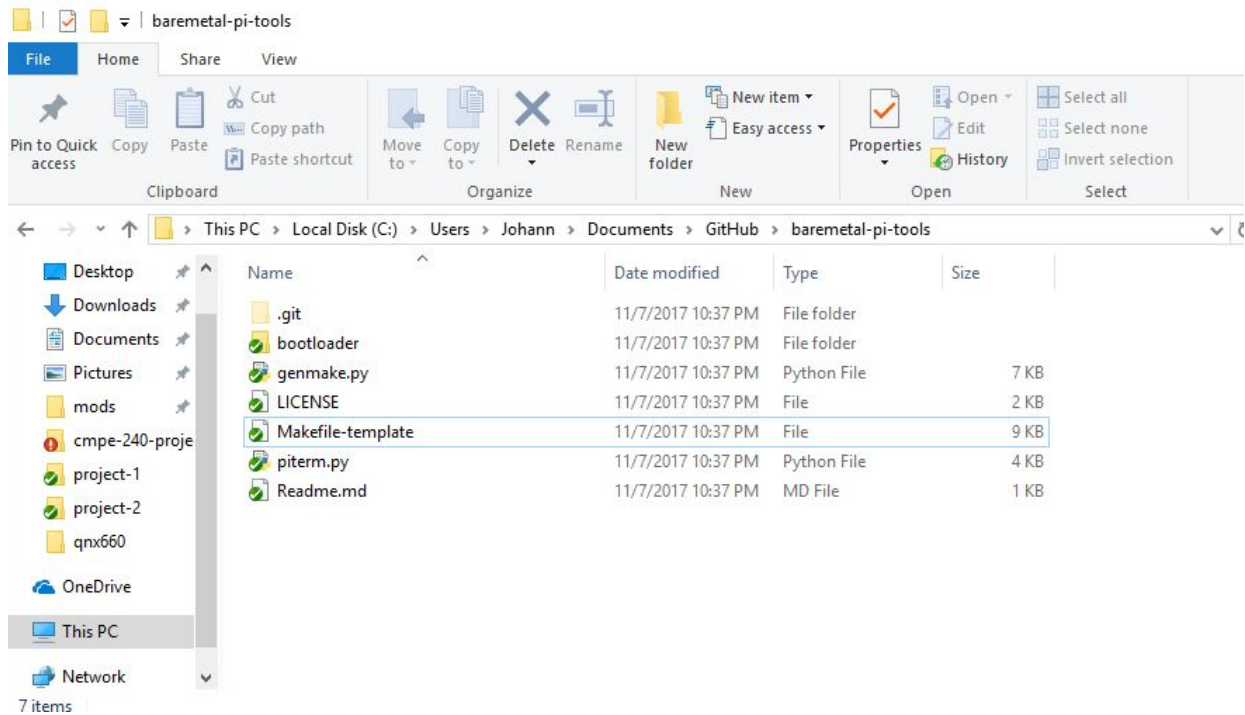 baremetal-pi-tools
File Home Share View
Pin to Quick access
Copy
Paste
Cut
Copy path
Paste shortcut
Clipboard
Move to
Copy to
Delete
Rename
Organize
New folder
New item
Easy access
New
Properties
Open
Edit
History
Open
Select all
Select none
Invert selection
Select
This PC > Local Disk (C:) > Users > Johann > Documents > GitHub > baremetal-pi-tools
Desktop
Downloads
Documents
Pictures
mods
cmpe-240-proje
project-1
project-2
qnx660
OneDrive
This PC
Network
Name Date modified Type Size
.git 11/7/2017 10:37 PM File folder
bootloader 11/7/2017 10:37 PM File folder
genmake.py 11/7/2017 10:37 PM Python File 7 KB
LICENSE 11/7/2017 10:37 PM File 2 KB
Makefile-template 11/7/2017 10:37 PM File 9 KB
piterm.py 11/7/2017 10:37 PM Python File 4 KB
Readme.md 11/7/2017 10:37 PM MD File 1 KB
7 items